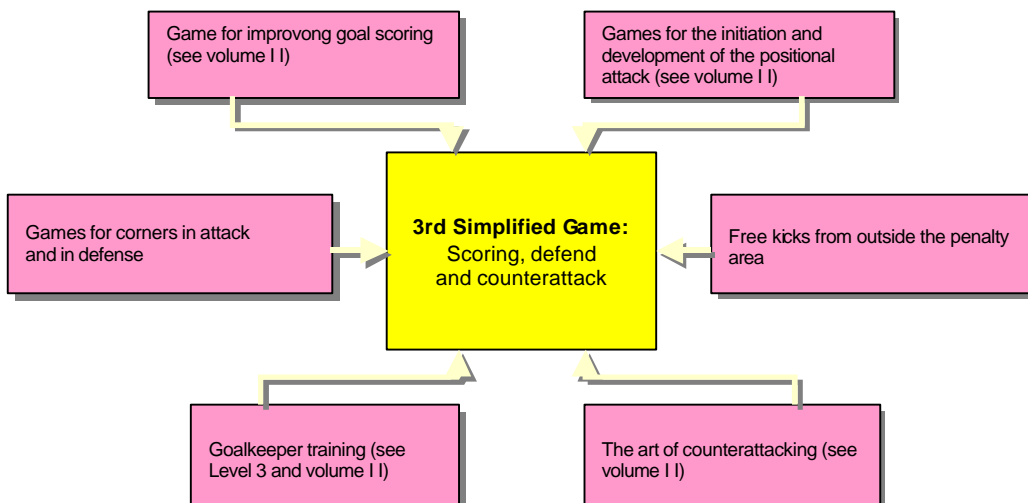 Game for improvong goal scoring
(see volume I I)
Games for the initiation and
development of the positional
attack (see volume I I)
Games for corners in attack
and in defense
3rd Simplified Game:
Scoring, defend
and counterattack
Free kicks from outside the penalty
area
Goalkeeper training (see
Level 3 and volume I I)
The art of counterattacking (see
volume I I)